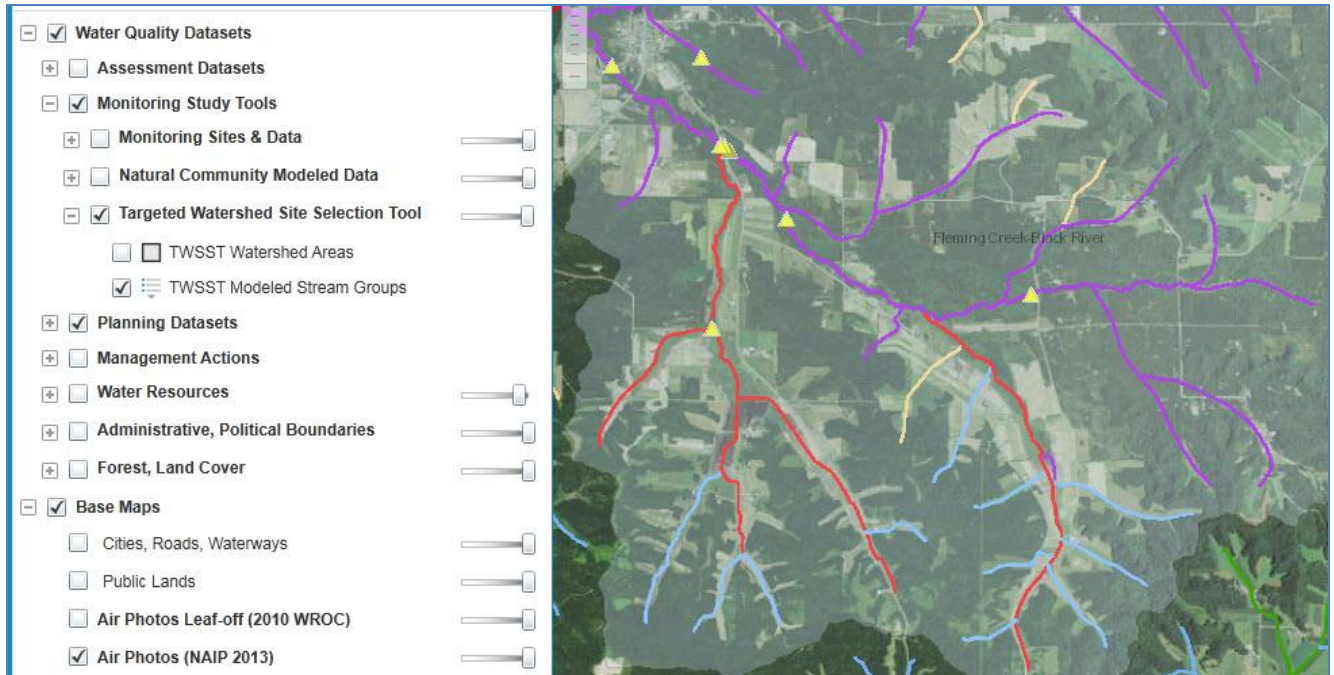 Water Quality Datasets
Assessment Datasets
Monitoring Study Tools
Monitoring Sites & Data
Natural Community Modeled Data
Targeted Watershed Site Selection Tool
TWSST Watershed Areas
TWSST Modeled Stream Groups
Planning Datasets
Management Actions
Water Resources
Administrative, Political Boundaries
Forest, Land Cover
Base Maps
Cities, Roads, Waterways
Public Lands
Air Photos Leaf-off (2010 WROC)
Air Photos (NAIP 2013)
Fleming Creek-Black River